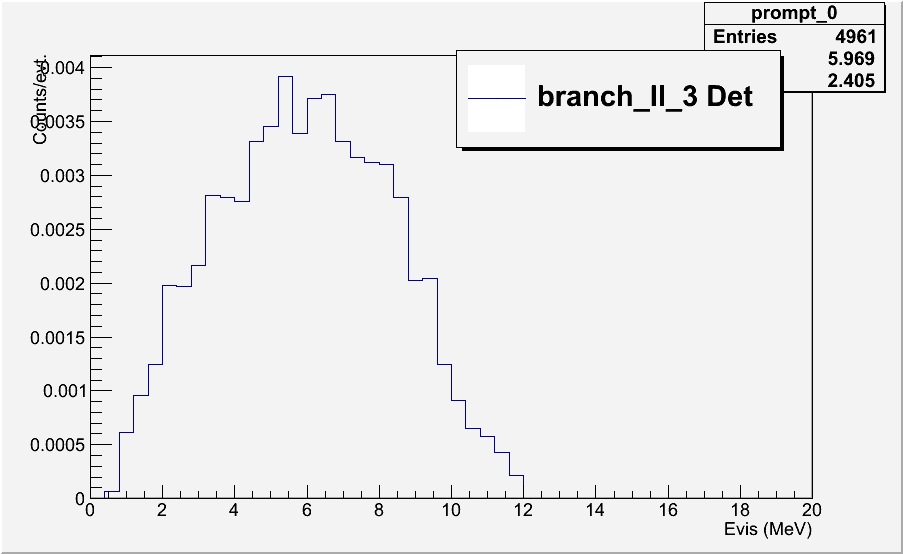 prompt_0
Entries 4961
5.969
2.405
branch_II_3 Det
Counts/evt.
0.004
0.0035
0.003
0.0025
0.002
0.0015
0.001
0.0005
0
0 2 4 6 8 10 12 14 16 18 20
Evis (MeV)